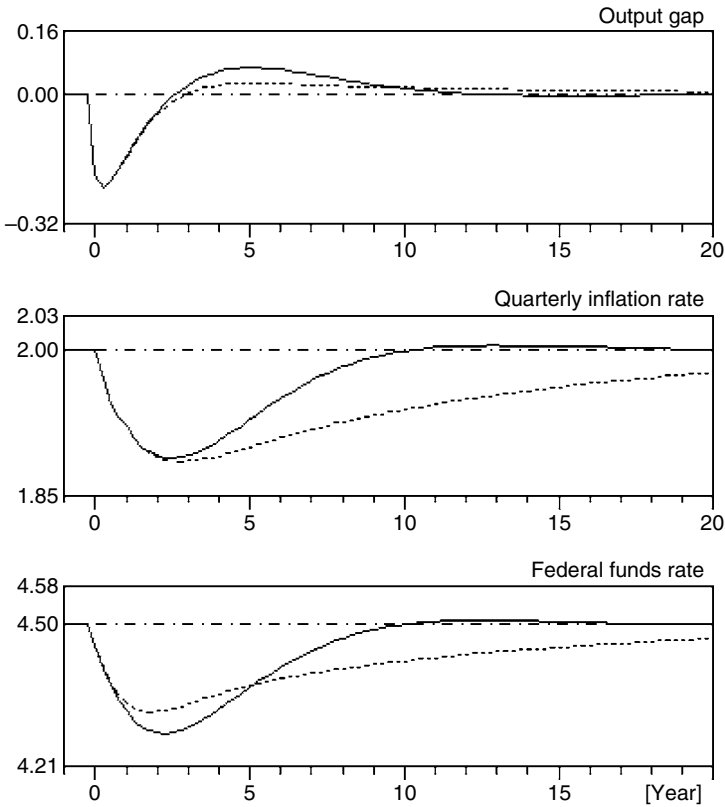 Output gap
0.16
0.00
–0.32
0 5 10 15 20
Quarterly inflation rate
2.03
2.00
1.85
0 5 10 15 20
Federal funds rate
4.58
4.50
4.21
0 5 10 15 [Year] 20